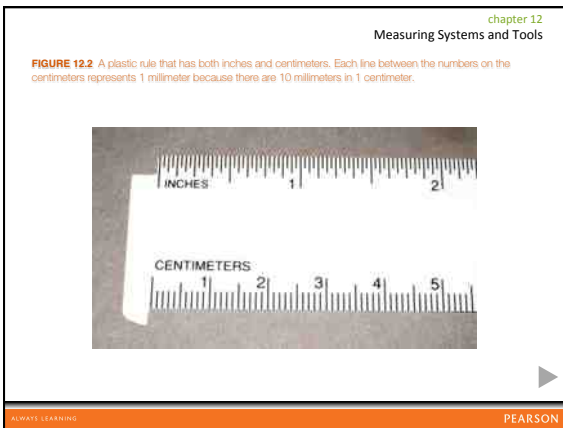 chapter 12
Measuring Systems and Tools
FIGURE 12.2 A plastic rule that has both inches and centimeters. Each line between the numbers on the
centimeters represents 1 millimeter because there are 10 millimeters in 1 centimeter.
INCHES 1 2
CENTIMETERS
1 2 3 4 5
ALWAYS LEARNING PEARSON